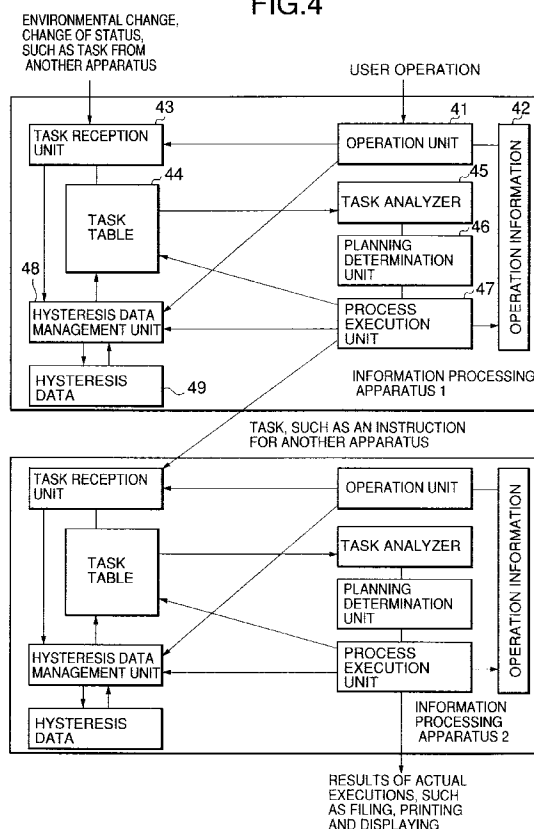 FIG.4
ENVIRONMENTAL CHANGE,
CHANGE OF STATUS,
SUCH AS TASK FROM
ANOTHER APPARATUS
USER OPERATION
43
TASK RECEPTION
UNIT
41
OPERATION UNIT
42
OPERATION INFORMATION
44
TASK
TABLE
45
TASK ANALYZER
46
PLANNING
DETERMINATION
UNIT
48
HYSTERESIS DATA
MANAGEMENT UNIT
47
PROCESS
EXECUTION
UNIT
HYSTERESIS
DATA
49
INFORMATION PROCESSING
APPARATUS 1
TASK, SUCH AS AN INSTRUCTION
FOR ANOTHER APPARATUS
TASK RECEPTION
UNIT
OPERATION UNIT
OPERATION INFORMATION
TASK
TABLE
TASK ANALYZER
PLANNING
DETERMINATION
UNIT
HYSTERESIS DATA
MANAGEMENT UNIT
PROCESS
EXECUTION
UNIT
HYSTERESIS
DATA
INFORMATION
PROCESSING
APPARATUS 2
RESULTS OF ACTUAL
EXECUTIONS, SUCH
AS FILING, PRINTING
AND DISPLAYING